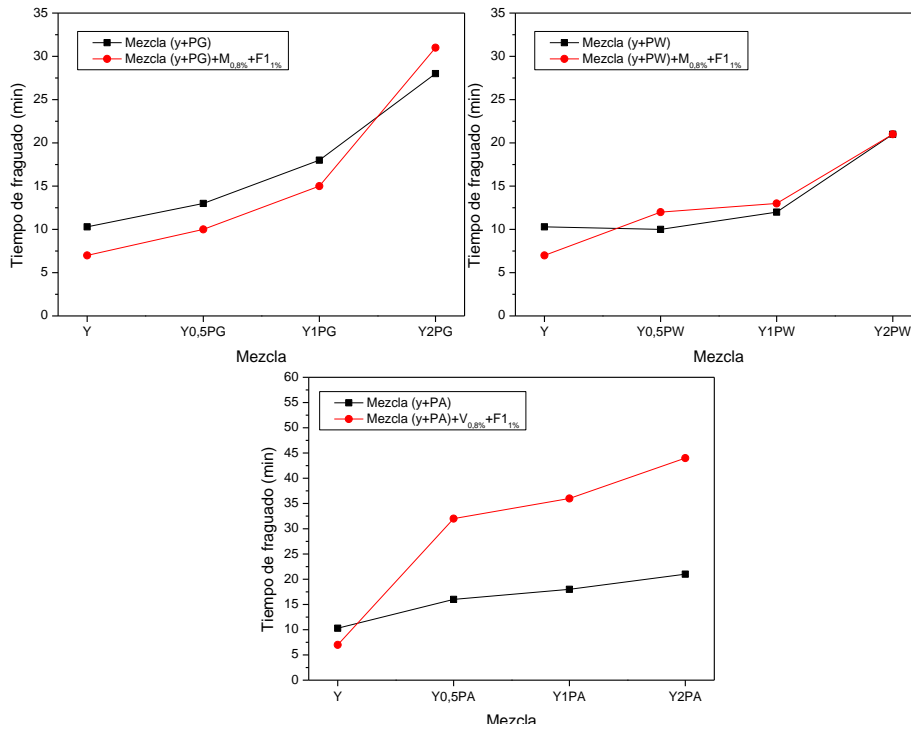 35
30
25
20
15
10
5
0
Tiempo de fraguado (min)
Mezcla (y+PG)
Mezcla (y+PG)+M0,8%+F11%
Y
Y0,5PG
Y1PG
Y2PG
Mezcla
35
30
25
20
15
10
5
0
Tiempo de fraguado (min)
Mezcla (y+PW)
Mezcla (y+PW)+M0,8%+F11%
Y
Y0,5PW
Y1PW
Y2PW
Mezcla
60
55
50
45
40
35
30
25
20
15
10
5
0
Tiempo de fraguado (min)
Mezcla (y+PA)
Mezcla (y+PA)+V0,8%+F11%
Y
Y0,5PA
Y1PA
Y2PA
Mezcla